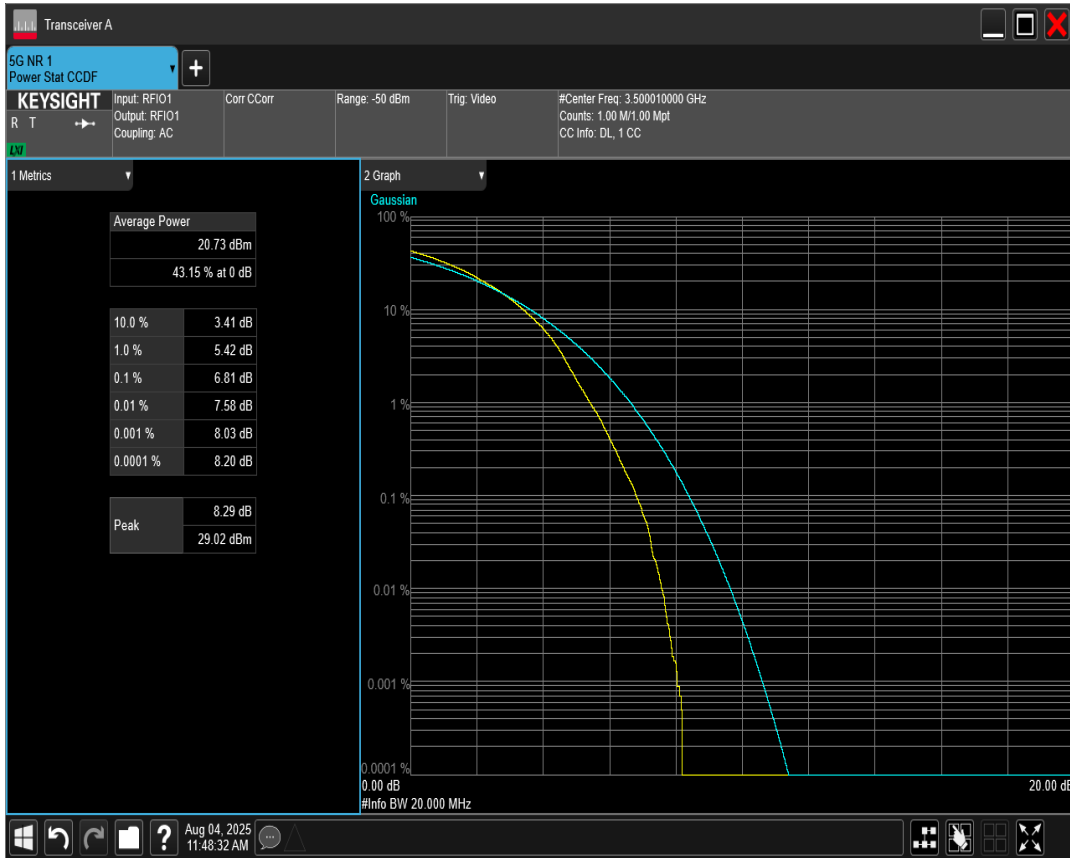 Transceiver A
5G NR 1
Power Stat CCDF
KEYSIGHT
R T
LXI
Input: RFIO1
Output: RFIO1
Coupling: AC
Corr CCorr
Range: -50 dBm
Trig: Video
#Center Freq: 3.500010000 GHz
Counts: 1.00 M/1.00 Mpt
CC Info: DL, 1 CC
1 Metrics
Average Power
20.73 dBm
43.15 % at 0 dB
10.0 % 3.41 dB
1.0 % 5.42 dB
0.1 % 6.81 dB
0.01 % 7.58 dB
0.001 % 8.03 dB
0.0001 % 8.20 dB
Peak
8.29 dB
29.02 dBm
2 Graph
Gaussian
100 %
10 %
1 %
0.1 %
0.01 %
0.001 %
0.0001 %
0.00 dB 20.00 dB
#Info BW 20.000 MHz
?
Aug 04, 2025
11:48:32 AM